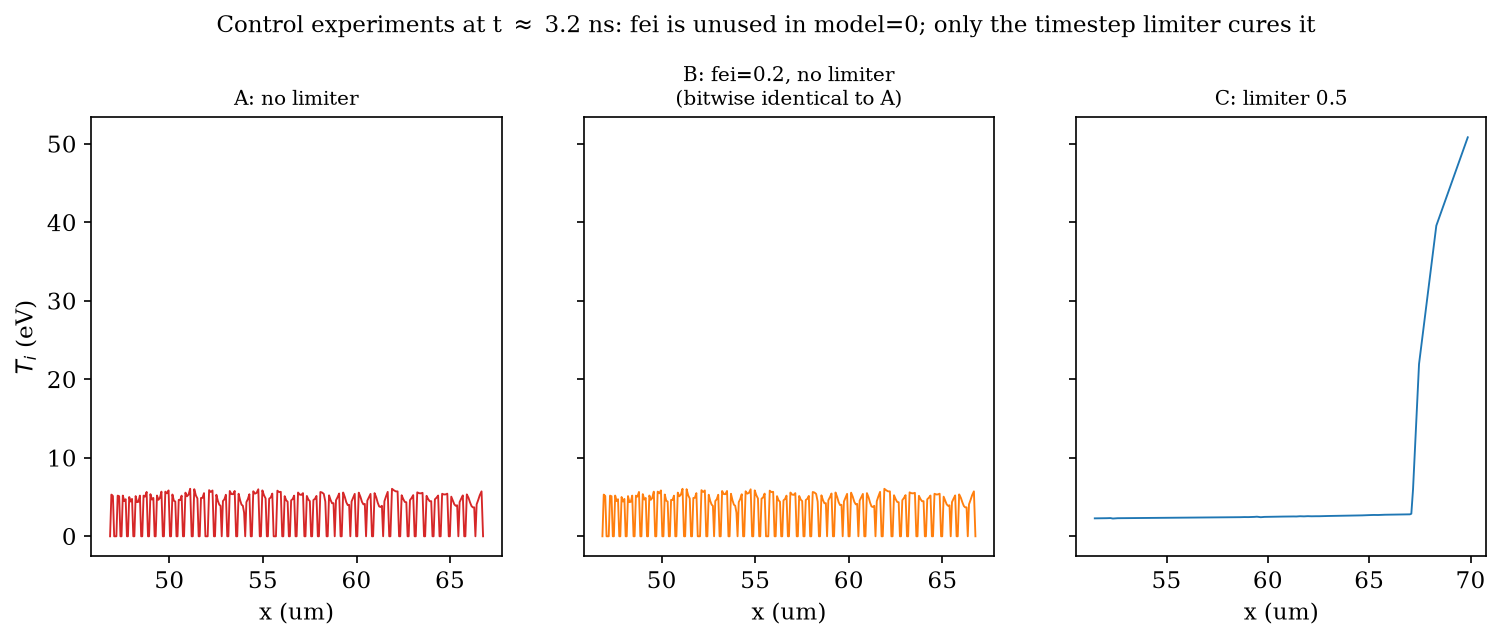 Control experiments at t ≈ 3.2 ns: fei is unused in model=0; only the timestep limiter cures it
A: no limiter
B: fei=0.2, no limiter
(bitwise identical to A)
C: limiter 0.5
T_i (eV)
50
40
30
20
10
0
50 55 60 65
50 55 60 65
55 60 65 70
x (um)
x (um)
x (um)